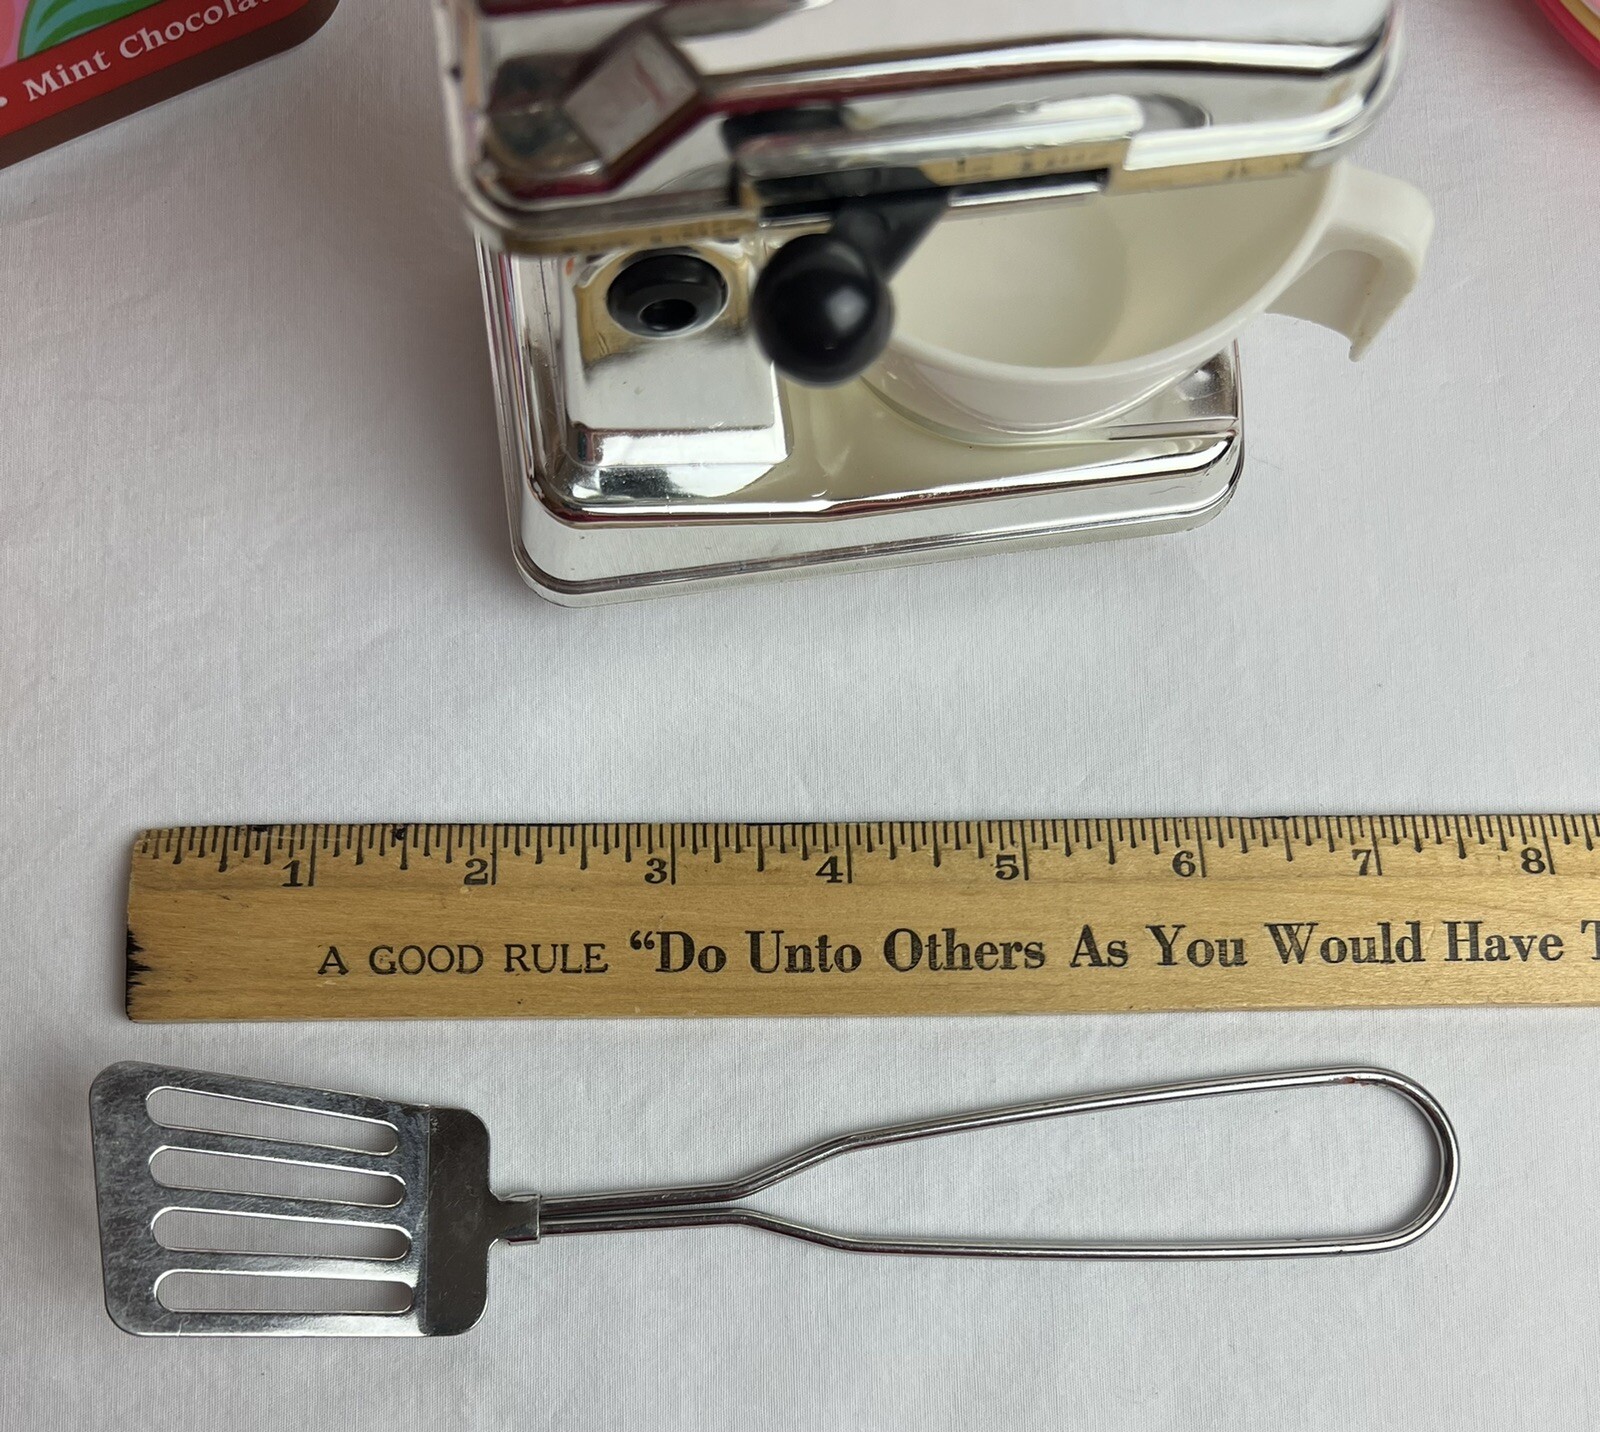 • Mint Chocola
1 2 3 4 5 6 7 8
A GOOD RULE “Do Unto Others As You Would Have T